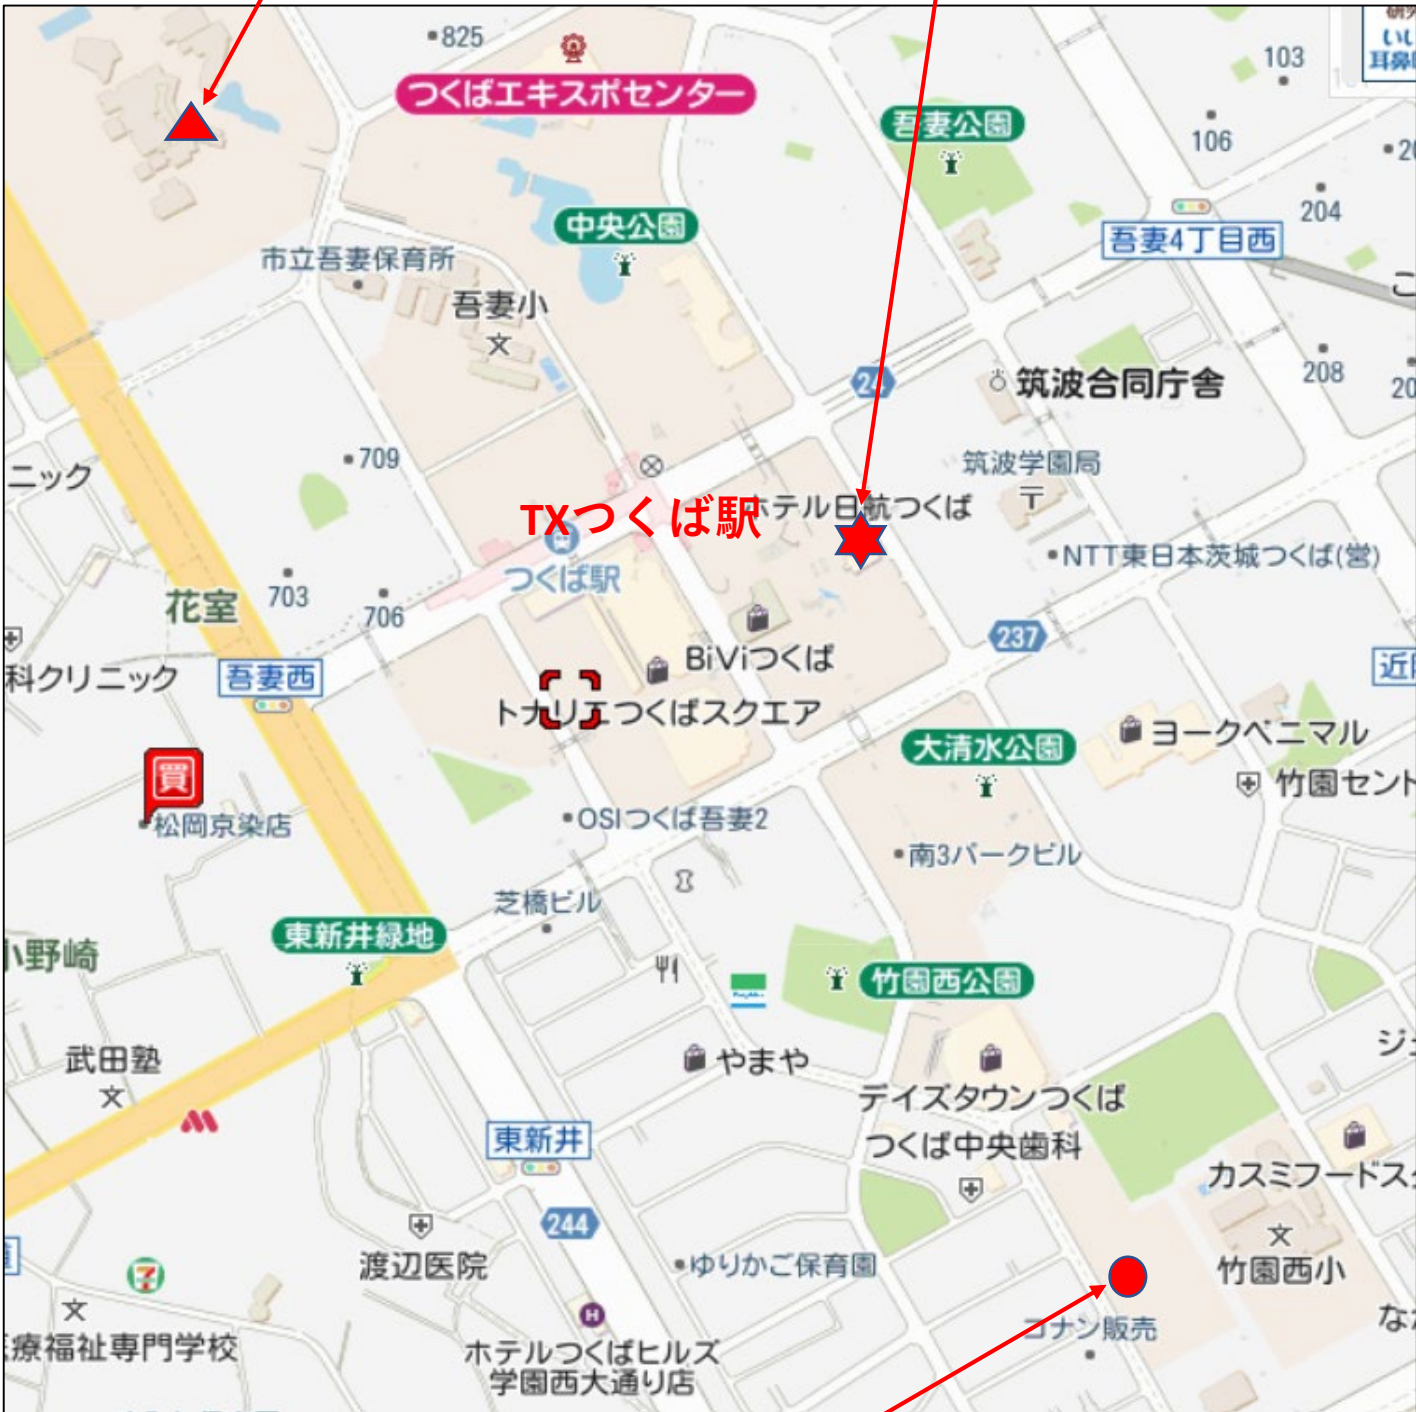 825
つくばエキスポセンター
吾妻公園
103
106
204
中央公園
吾妻4丁目西
市立吾妻保育所
吾妻小
24
筑波合同庁舎
208
709
ニック
筑波学園局
TXつくば駅
ホテル日航つくば
NTT東日本茨城つくば(営)
つくば駅
703
花室
706
237
BiViつくば
科クリニック
吾妻西
トナリエつくばスクエア
ヨークベニマル
大清水公園
買
竹園セント
松岡京染店
OSIつくば吾妻2
南3パークビル
芝橋ビル
東新井緑地
小野崎
竹園西公園
武田塾
やまや
デイズタウンつくば
東新井
つくば中央歯科
カスミフードス
244
渡辺医院
ゆりかご保育園
竹園西小
7
H
コナン販売
療福祉専門学校
ホテルつくばヒルズ
学園西大通り店